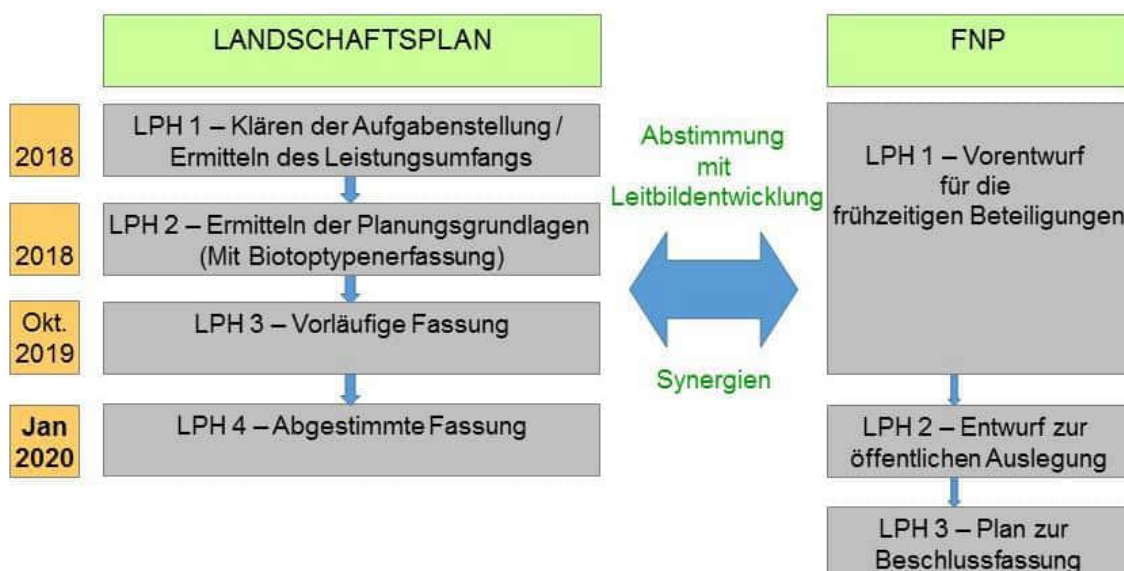 LANDSCHAFTSPLAN
FNP
2018
LPH 1 – Klären der Aufgabenstellung /
Ermitteln des Leistungsumfangs
2018
LPH 2 – Ermitteln der Planungsgrundlagen
(Mit Biotoptypenerfassung)
Okt.
2019
LPH 3 – Vorläufige Fassung
Jan
2020
LPH 4 – Abgestimmte Fassung
Abstimmung
mit
Leitbildentwicklung
Synergien
LPH 1 – Vorentwurf
für die
frühzeitigen Beteiligungen
LPH 2 – Entwurf zur
öffentlichen Auslegung
LPH 3 – Plan zur
Beschlussfassung